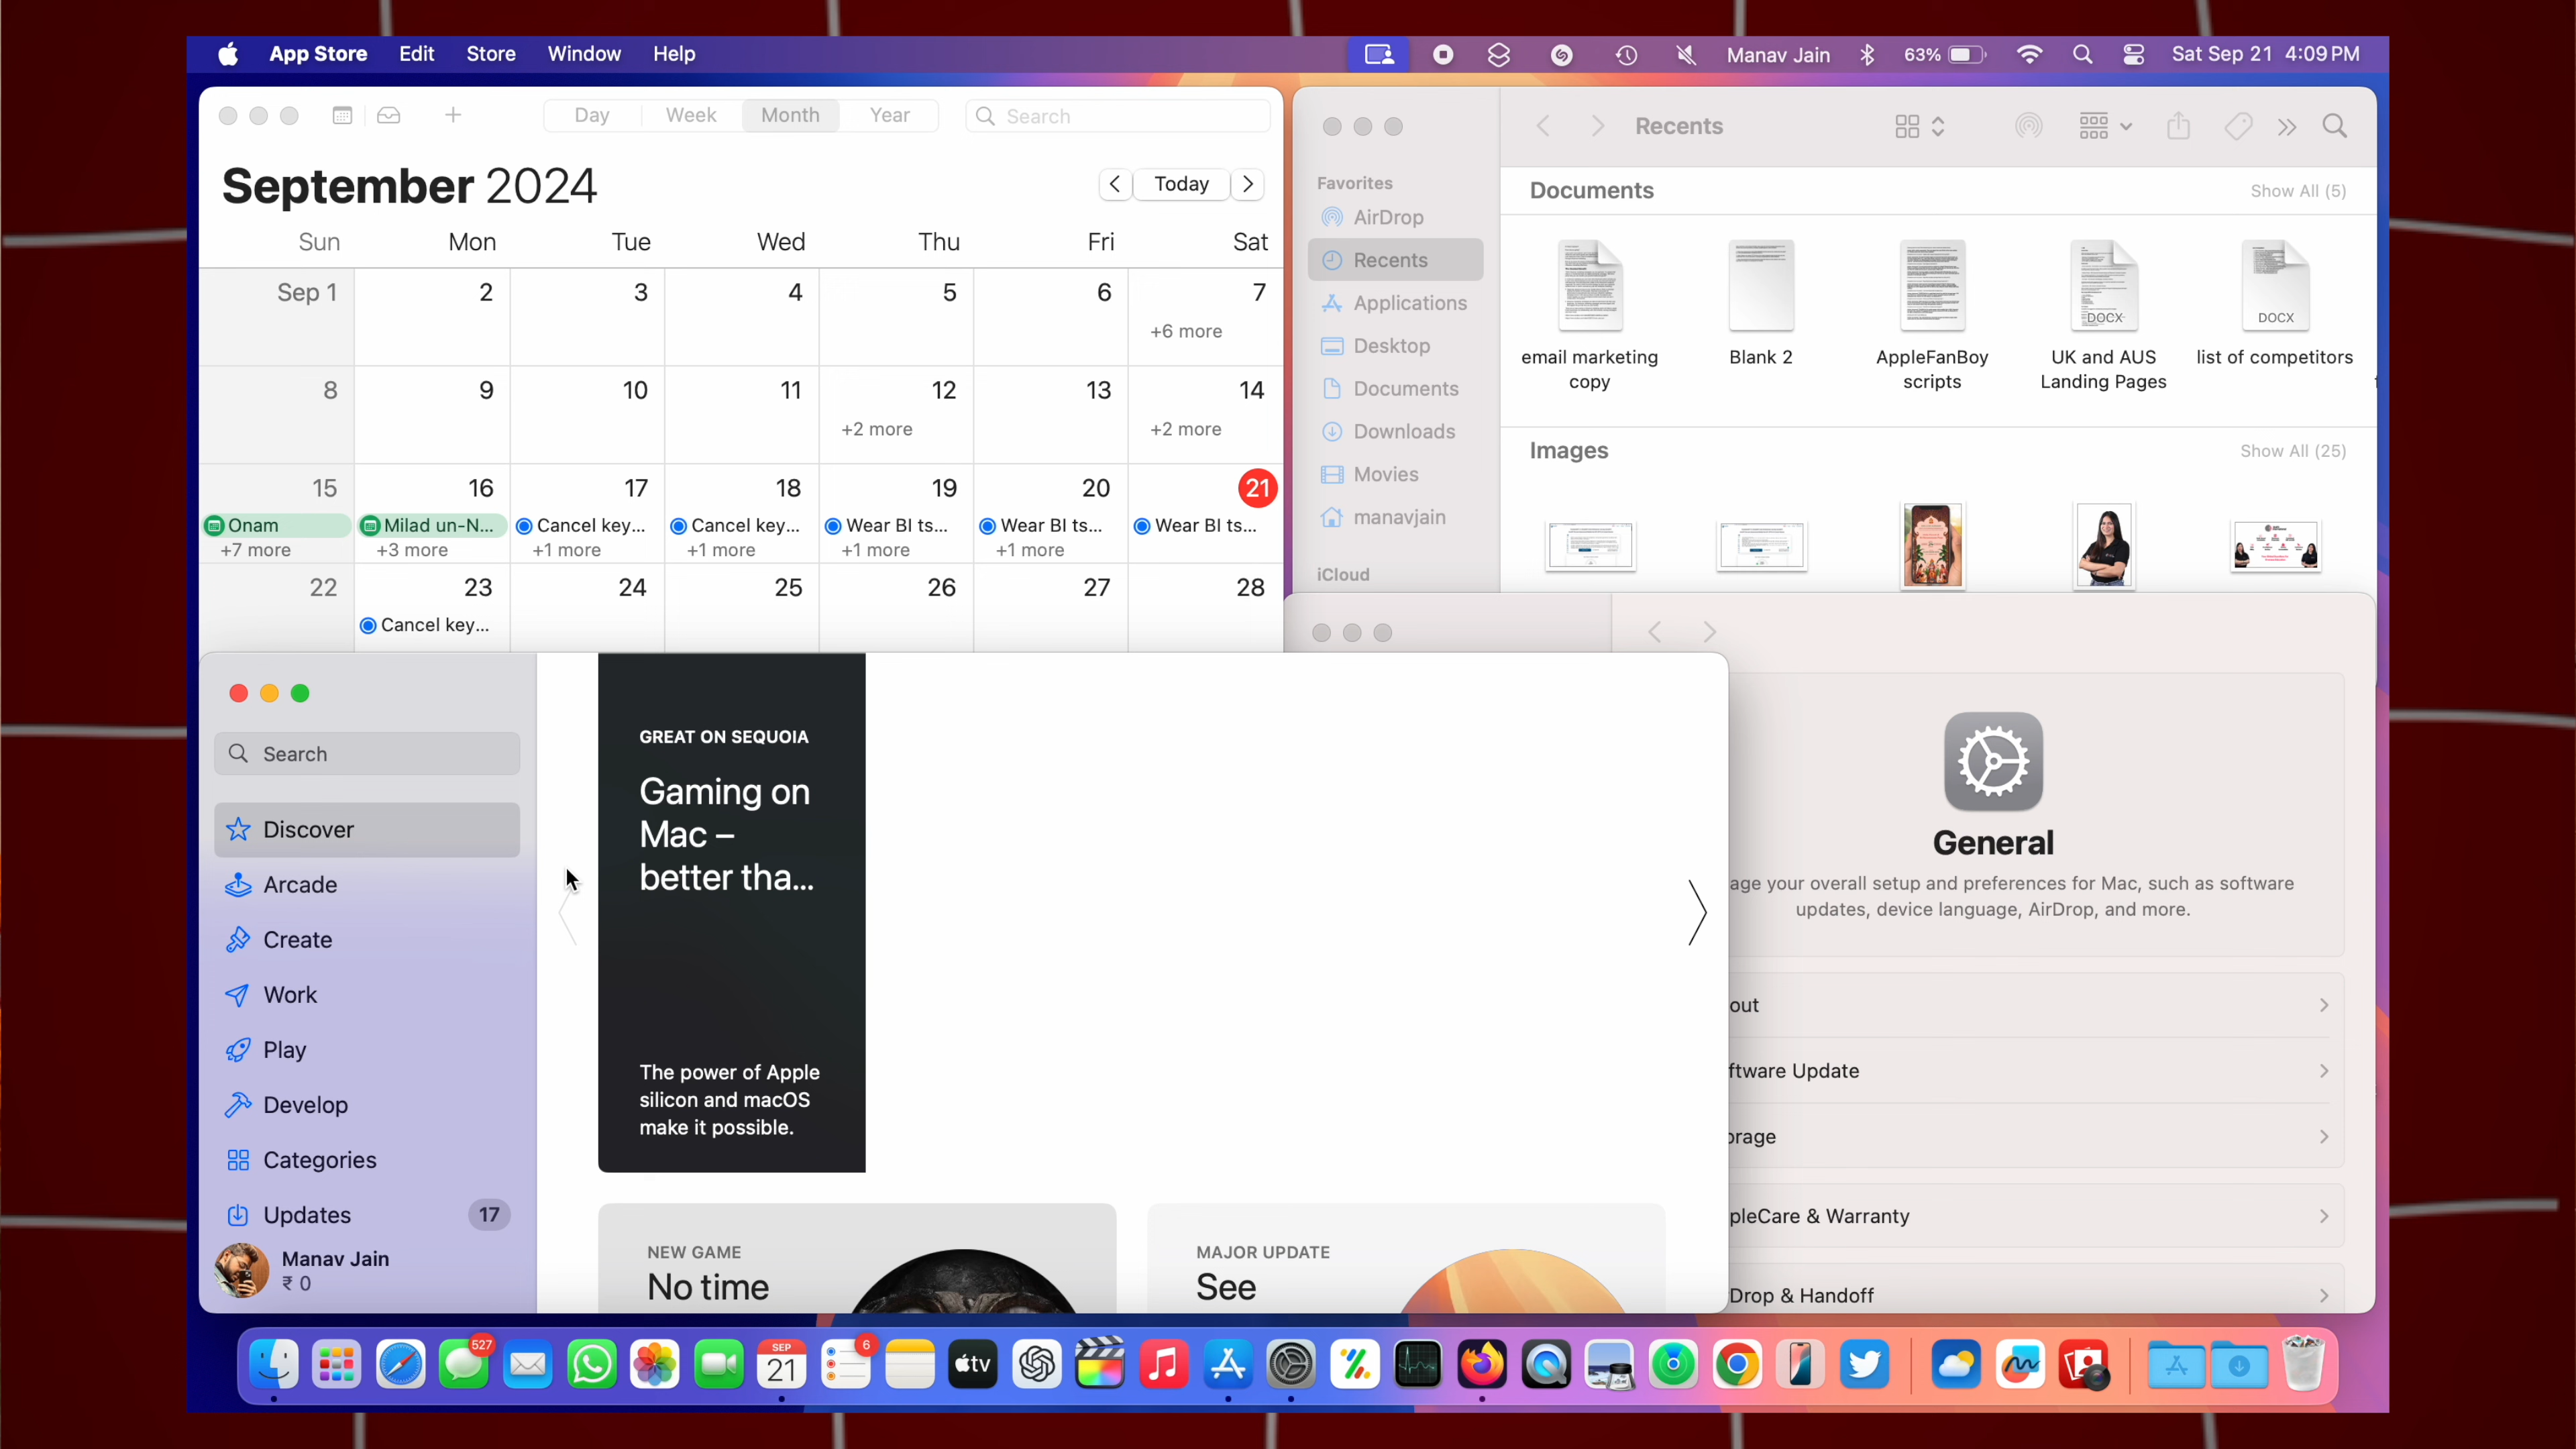 App Store Edit Store Window Help
Manav Jain 63% Sat Sep 21 4:09 PM
Day Week Month Year Search
September 2024
Today
Sun Mon Tue Wed Thu Fri Sat
Sep 1 2 3 4 5 6 7
+6 more
8 9 10 11 12 13 14
+2 more +2 more
15 16 17 18 19 20 21
Onam Milad un-N... Cancel key... Cancel key... Wear BI ts... Wear BI ts... Wear BI ts...
+7 more +3 more +1 more +1 more +1 more +1 more
22 23 24 25 26 27 28
Cancel key...
Recents
Favorites
AirDrop
Recents
Applications
Desktop
Documents
Downloads
Movies
manavjain
iCloud
Documents Show All (5)
DOCX DOCX
email marketing Blank 2 AppleFanBoy UK and AUS list of competitors
copy scripts Landing Pages
Images Show All (25)
Search
Discover
Arcade
Create
Work
Play
Develop
Categories
Updates 17
Manav Jain
₹ 0
GREAT ON SEQUOIA
Gaming on
Mac –
better tha...
The power of Apple
silicon and macOS
make it possible.
NEW GAME
No time
MAJOR UPDATE
See
General
age your overall setup and preferences for Mac, such as software
updates, device language, AirDrop, and more.
out
ftware Update
orage
pleCare & Warranty
Drop & Handoff
527 SEP 6
21 tv